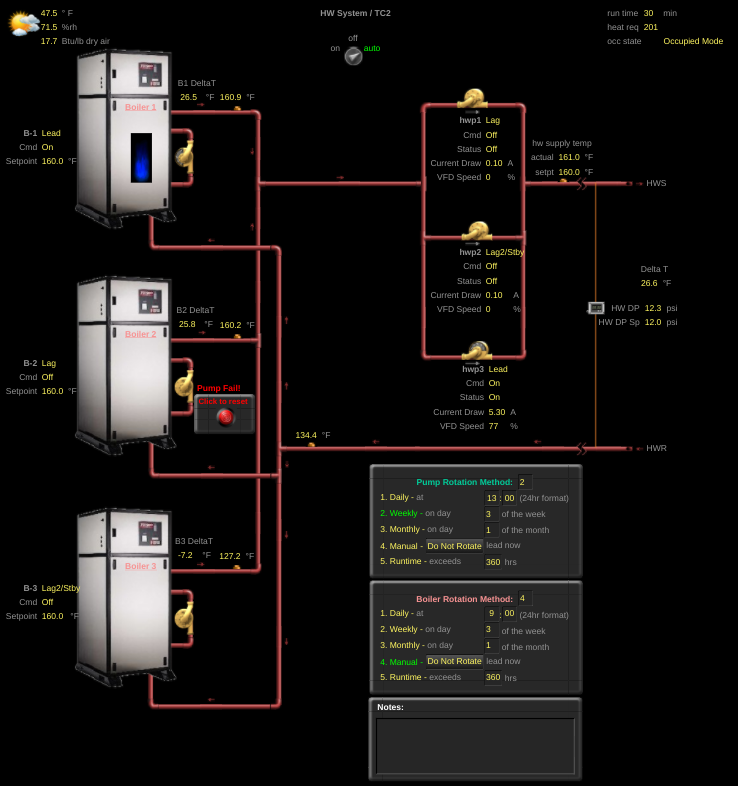 HW System / TC2
47.5 ° F
71.5 %rh
17.7 Btu/lb dry air
off
on auto
run time 30 min
heat req 201
occ state Occupied Mode
B1 DeltaT
26.5 °F 160.9 °F
Boiler 1
B-1 Lead
Cmd On
Setpoint 160.0 °F
hwp1 Lag
Cmd Off
Status Off
Current Draw 0.10 A
VFD Speed 0 %
hw supply temp
actual 161.0 °F
setpt 160.0 °F
HWS
hwp2 Lag2/Stby
Cmd Off
Status Off
Current Draw 0.10 A
VFD Speed 0 %
Delta T
26.6 °F
HW DP 12.3 psi
HW DP Sp 12.0 psi
B2 DeltaT
25.8 °F 160.2 °F
Boiler 2
B-2 Lag
Cmd Off
Setpoint 160.0 °F
Pump Fail!
Click to reset
hwp3 Lead
Cmd On
Status On
Current Draw 5.30 A
VFD Speed 77 %
134.4 °F
HWR
B3 DeltaT
-7.2 °F 127.2 °F
Boiler 3
B-3 Lag2/Stby
Cmd Off
Setpoint 160.0 °F
Pump Rotation Method: 2
1. Daily - at 13 : 00 (24hr format)
2. Weekly - on day 3 of the week
3. Monthly - on day 1 of the month
4. Manual - Do Not Rotate lead now
5. Runtime - exceeds 360 hrs
Boiler Rotation Method: 4
1. Daily - at 9 : 00 (24hr format)
2. Weekly - on day 3 of the week
3. Monthly - on day 1 of the month
4. Manual - Do Not Rotate lead now
5. Runtime - exceeds 360 hrs
Notes: